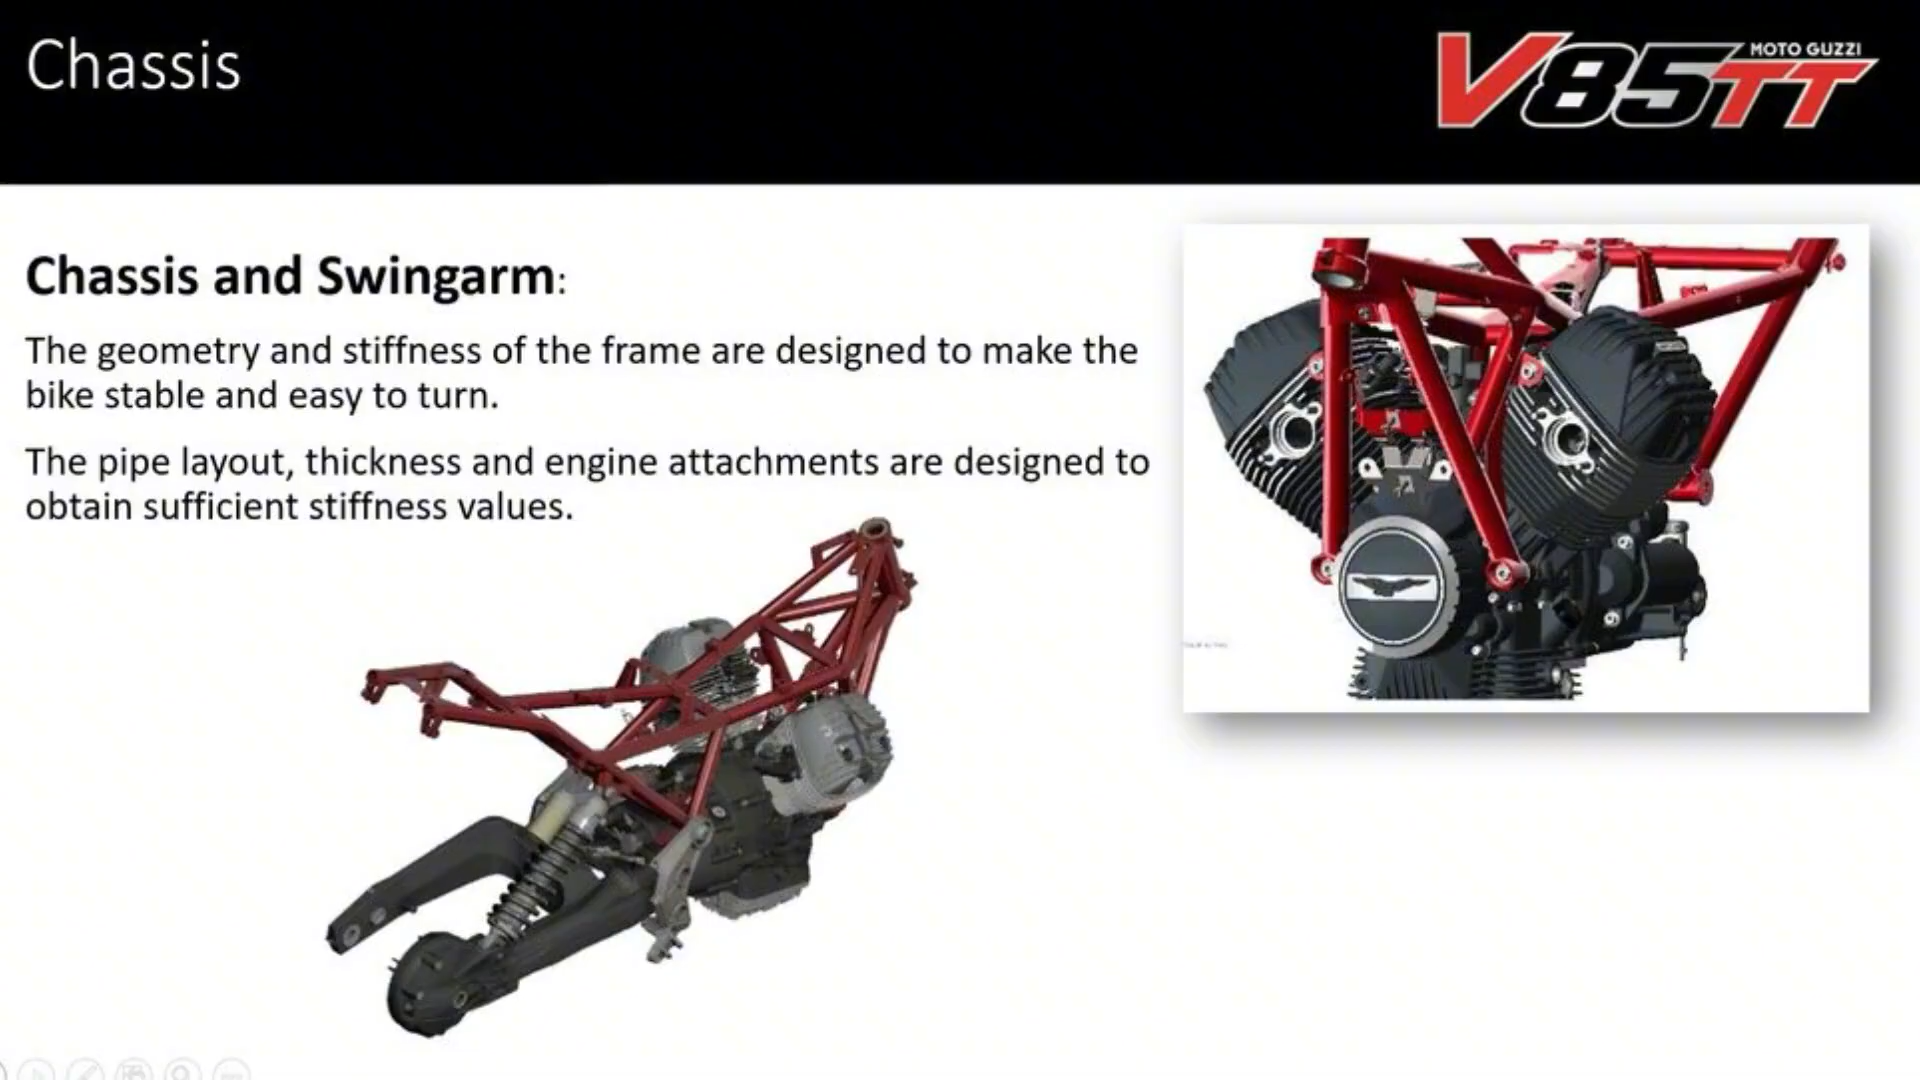 Chassis
V85TT
MOTO GUZZI
Chassis and Swingarm:
The geometry and stiffness of the frame are designed to make the
bike stable and easy to turn.
The pipe layout, thickness and engine attachments are designed to
obtain sufficient stiffness values.